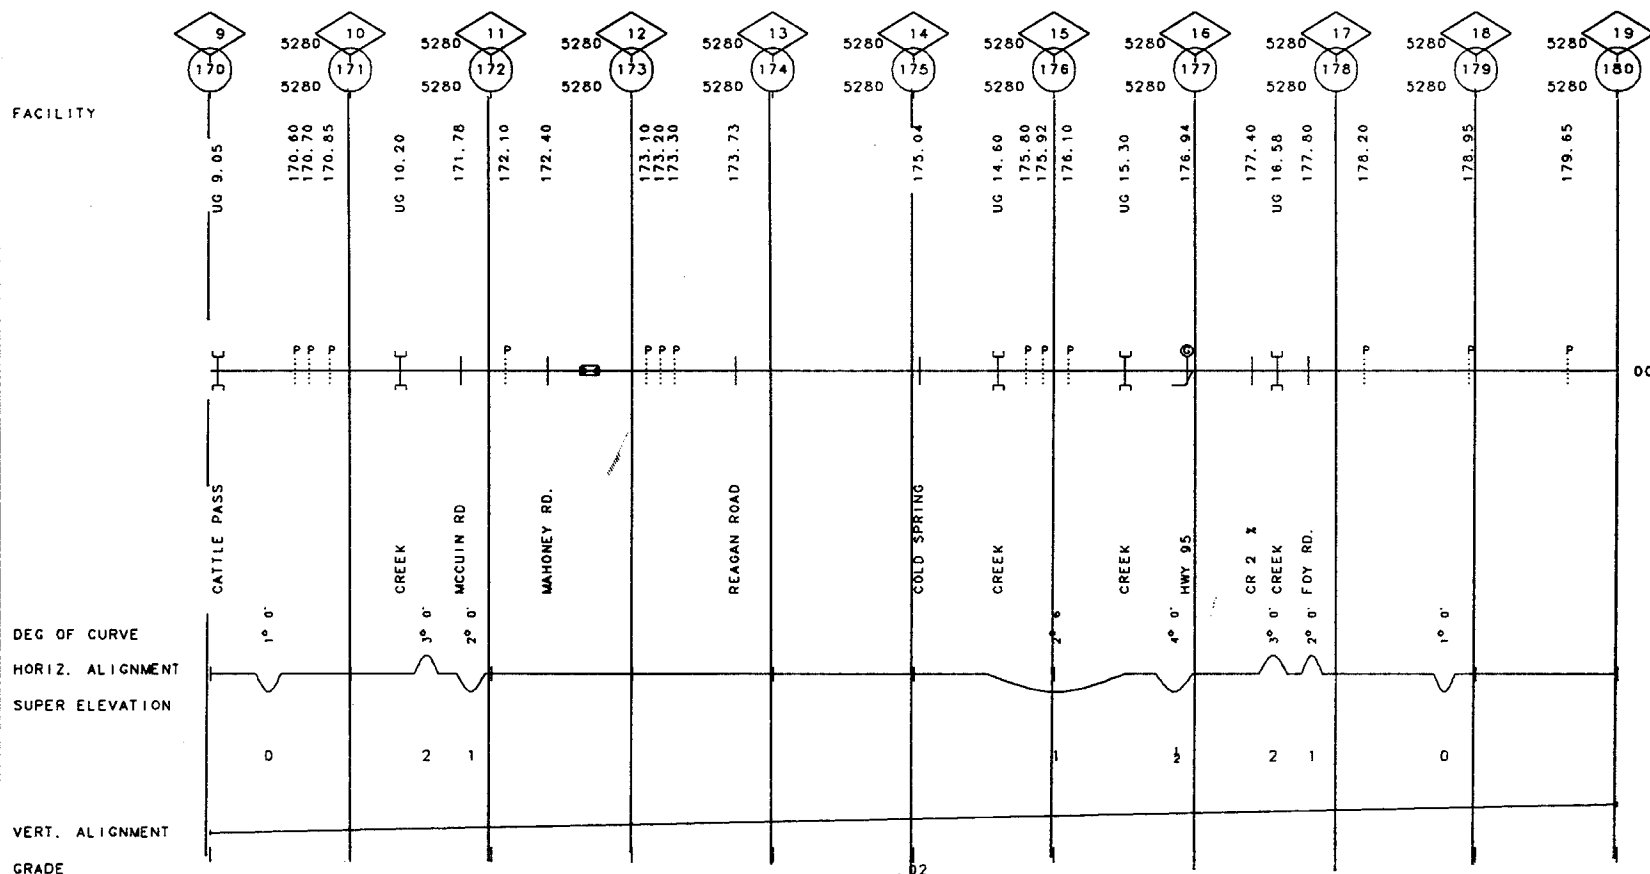 9 10 11 12 13 14 15 16 17 18 19
5280 5280 5280 5280 5280 5280 5280 5280 5280 5280
170 171 172 173 174 175 176 177 178 179 180
5280 5280 5280 5280 5280 5280 5280 5280 5280 5280
FACILITY
UG 9.05
170.60
170.70
170.85
UG 10.20
171.78
172.10
172.40
173.10
173.20
173.30
173.73
175.04
UG 14.60
175.80
175.92
176.10
UG 15.30
176.94
177.40
UG 16.58
177.80
178.20
178.95
179.65
P P P P P P P P P P G P P P
CATTLE PASS
CREEK
MCCUIN RD
MAHONEY RD.
REAGAN ROAD
COLD SPRING
CREEK
CREEK
HWY 95
CR 2 %
CREEK
FOY RD.
DEG OF CURVE
1° 0' 3° 0' 2° 0' 2° 6 4° 0' 3° 0' 2° 0' 1° 0'
HORIZ. ALIGNMENT
SUPER ELEVATION
0 2 1 1 ½ 2 1 0
VERT. ALIGNMENT
GRADE
.02